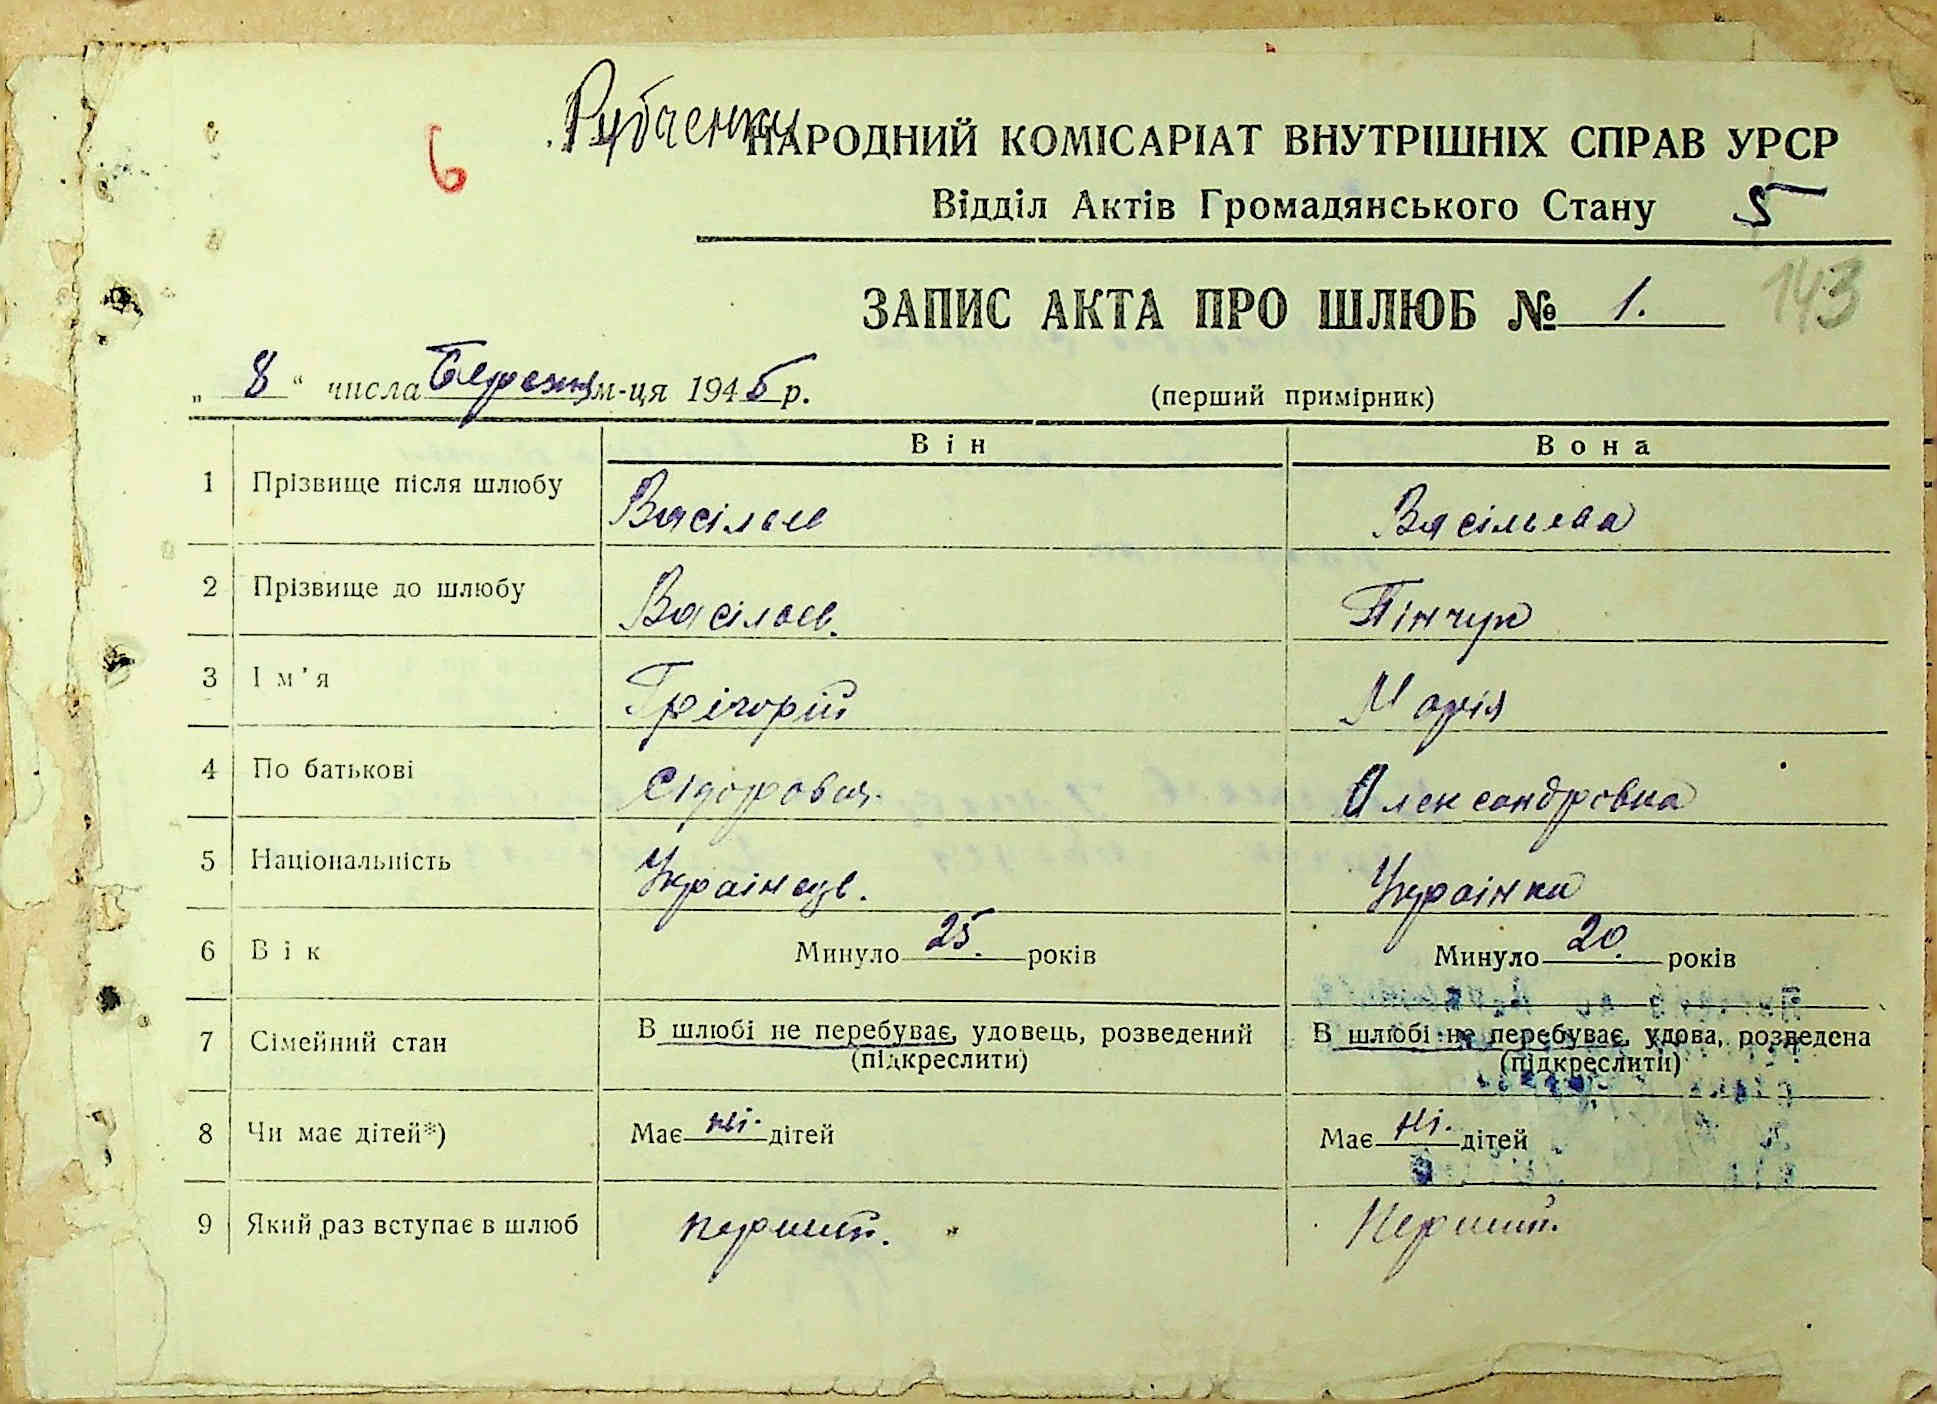 Рубченки
6
НАРОДНИЙ КОМІСАРІАТ ВНУТРІШНІХ СПРАВ УРСР
Відділ Актів Громадянського Стану 5
ЗАПИС АКТА ПРО ШЛЮБ № 1.
143
„ 8 “ числа Березня м-ця 1945 р. (перший примірник)
Він Вона
1 Прізвище після шлюбу Васілєв Васільева
2 Прізвище до шлюбу Васілєв. Пінчук
3 Ім'я Грігорій Марія
4 По батькові Сідорович. Александровна
5 Національність Украінець. Украінка
6 Вік Минуло 25. років Минуло 20. років
7 Сімейний стан В шлюбі не перебуває, удовець, розведений В шлюбі не перебуває, удова, розведена
(підкреслити) (підкреслити)
8 Чи має дітей*) Має ні. дітей Має ні. дітей
9 Який раз вступає в шлюб перший. Перший.